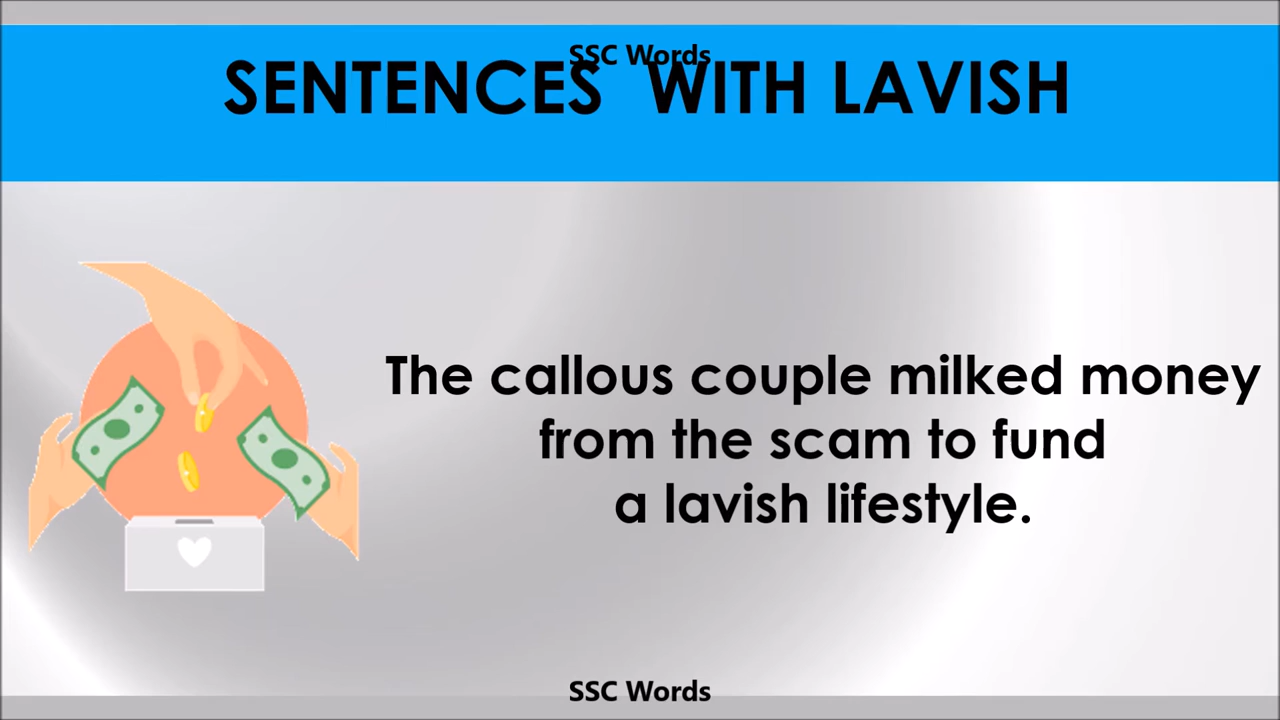 SSC Words
SENTENCES WITH LAVISH
The callous couple milked money
from the scam to fund
a lavish lifestyle.
SSC Words